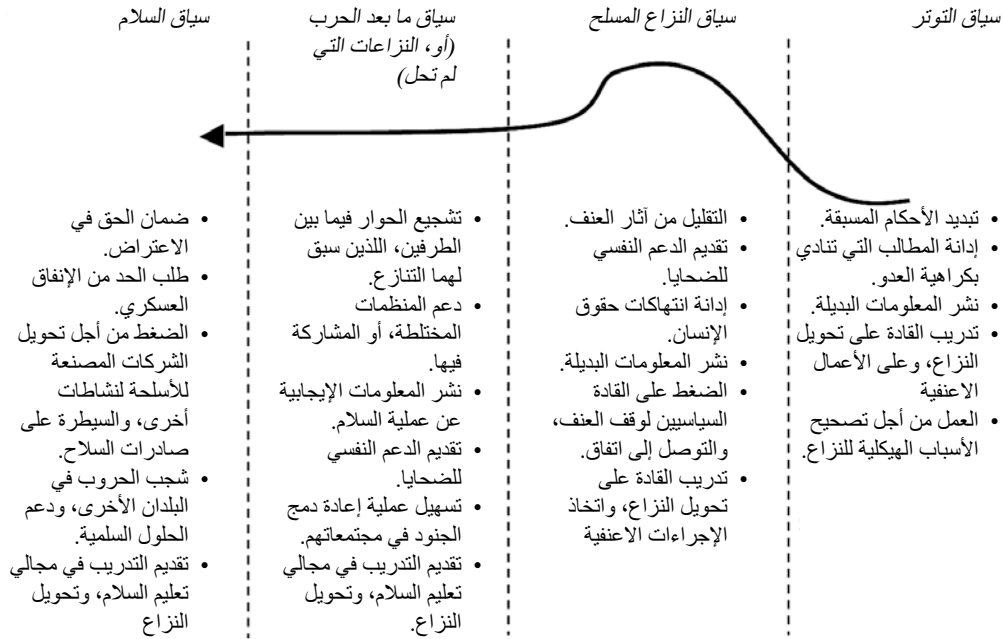 سياق التوتر
تبديد الأحكام المسبقة.
إدانة المطالب التي تنادي
بكراهية العدو.
نشر المعلومات البديلة.
تدريب القادة على تحويل
النزاع، وعلى الأعمال
الاعنفية
العمل من أجل تصحيح
الأسباب الهيكلية للنزاع.
سياق النزاع المسلح
التقليل من آثار العنف.
تقديم الدعم النفسي
للضحايا.
إدانة انتهاكات حقوق
الإنسان.
نشر المعلومات البديلة.
الضغط على القادة
السياسيين لوقف العنف،
والتوصل إلى اتفاق.
تدريب القادة على
تحويل النزاع، واتخاذ
الإجراءات الاعنفية
سياق ما بعد الحرب
(أو، النزاعات التي
لم تحل)
تشجيع الحوار فيما بين
الطرفين، اللذين سبق
لهما التنازع.
دعم المنظمات
المختلطة، أو المشاركة
فيها.
نشر المعلومات الإيجابية
عن عملية السلام.
تقديم الدعم النفسي
للضحايا.
تسهيل عملية إعادة دمج
الجنود في مجتمعاتهم.
تقديم التدريب في مجالي
تعليم السلام، وتحويل
النزاع.
سياق السلام
ضمان الحق في
الاعتراض.
طلب الحد من الإنفاق
العسكري.
الضغط من أجل تحويل
الشركات المصنعة
للأسلحة لنشاطات
أخرى، والسيطرة على
صادرات السلاح.
شجب الحروب في
البلدان الأخرى، ودعم
الحلول السلمية.
تقديم التدريب في مجالي
تعليم السلام، وتحويل
النزاع